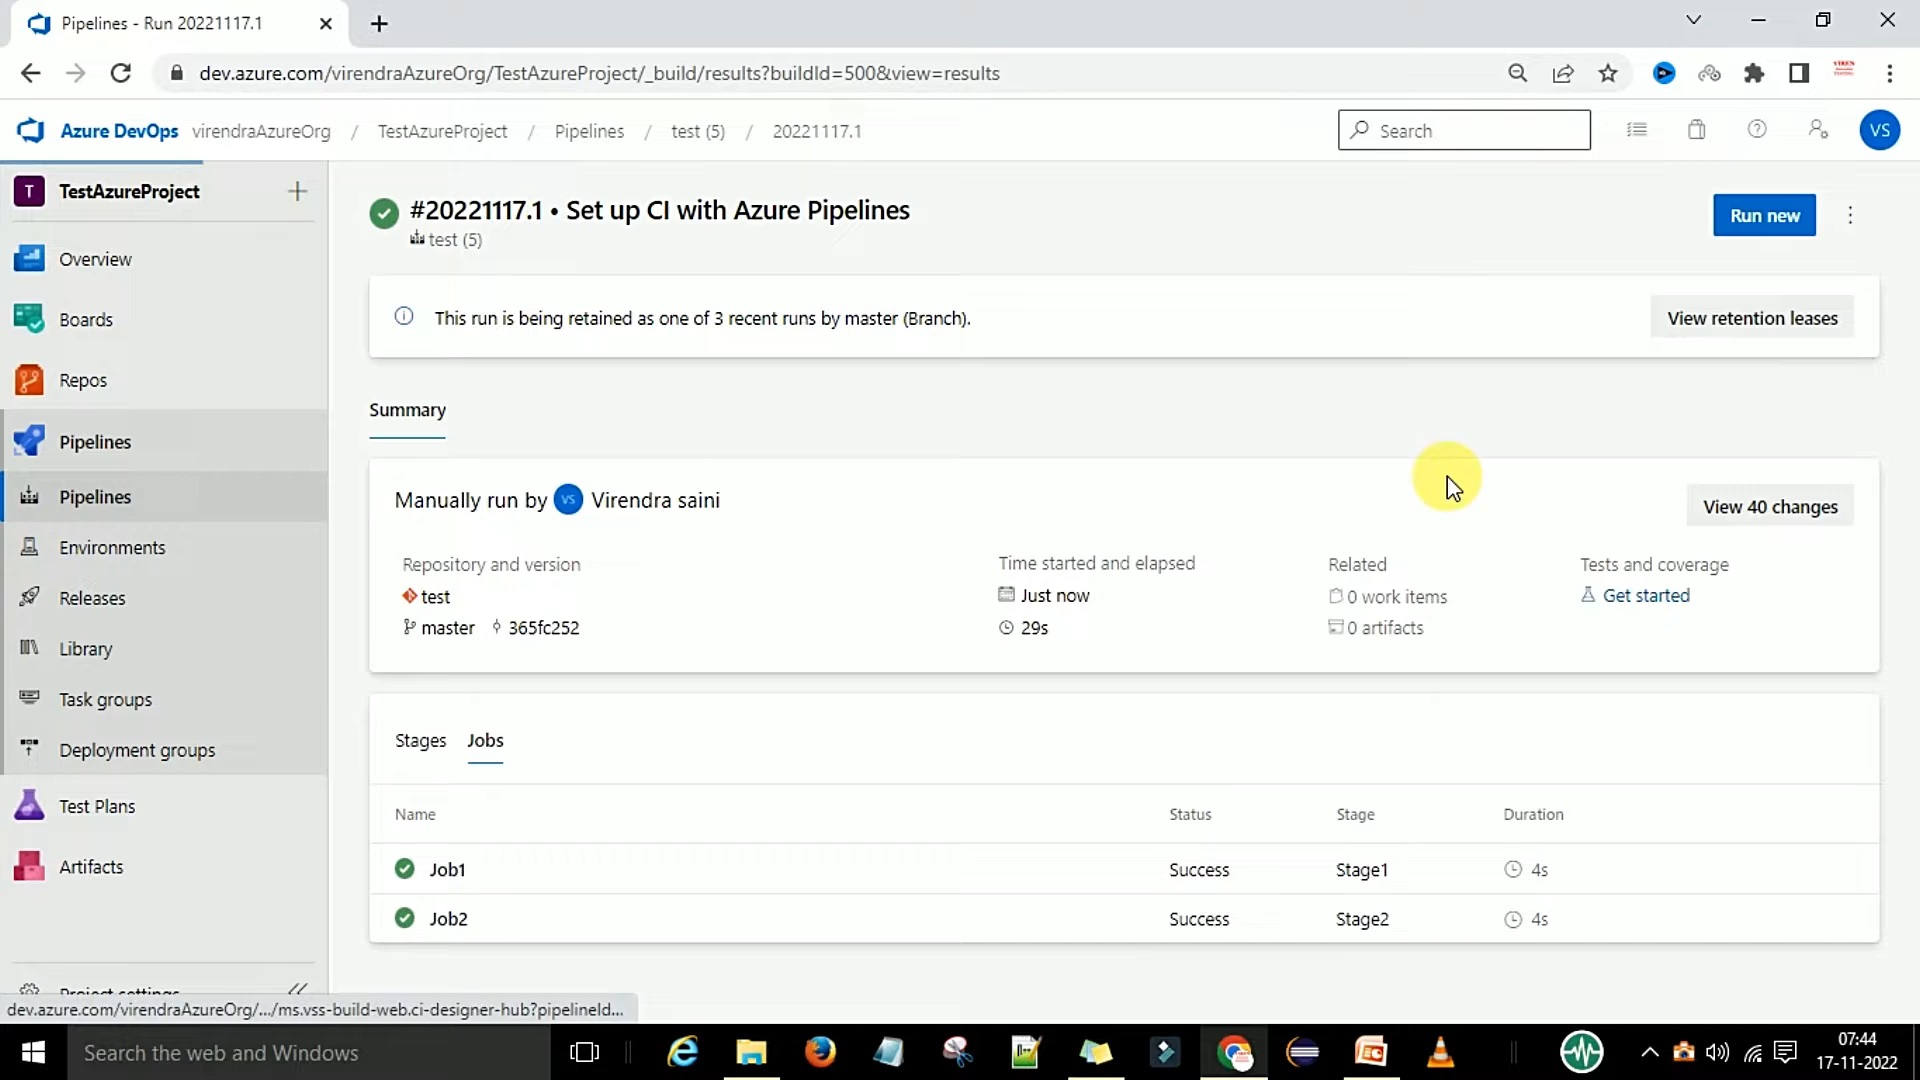 Pipelines - Run 20221117.1
dev.azure.com/virendraAzureOrg/TestAzureProject/_build/results?buildId=500&view=results
Azure DevOps virendraAzureOrg / TestAzureProject / Pipelines / test (5) / 20221117.1
Search
VS
T TestAzureProject
Overview
Boards
Repos
Pipelines
Pipelines
Environments
Releases
Library
Task groups
Deployment groups
Test Plans
Artifacts
Project settings
#20221117.1 • Set up CI with Azure Pipelines
test (5)
Run new
This run is being retained as one of 3 recent runs by master (Branch).
View retention leases
Summary
Manually run by VS Virendra saini
View 40 changes
Repository and version
test
master 365fc252
Time started and elapsed
Just now
29s
Related
0 work items
0 artifacts
Tests and coverage
Get started
Stages Jobs
Name Status Stage Duration
Job1 Success Stage1 4s
Job2 Success Stage2 4s
dev.azure.com/virendraAzureOrg/.../ms.vss-build-web.ci-designer-hub?pipelineId...
Search the web and Windows
07:44
17-11-2022